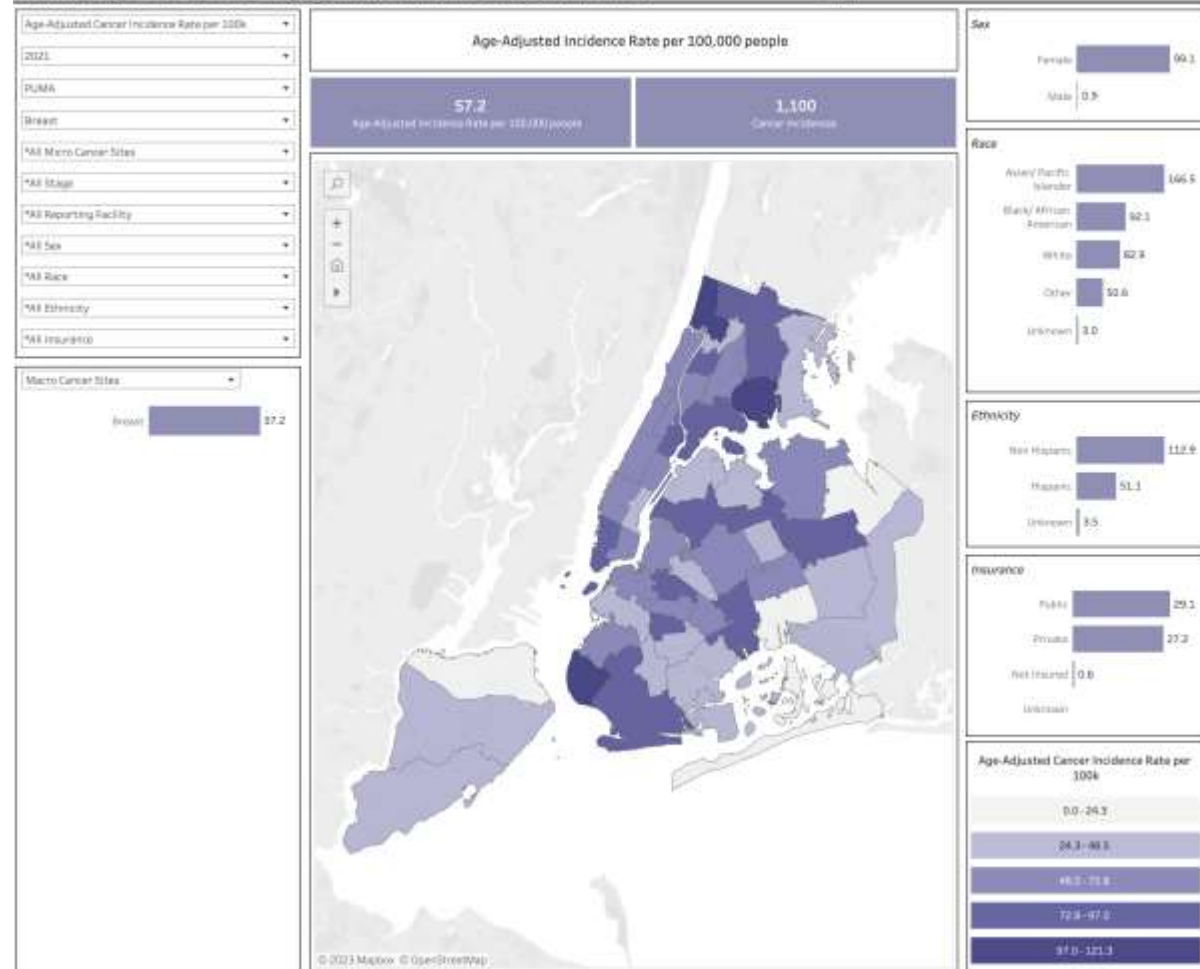 Age-Adjusted Cancer Incidence Rate per 100k
2021
PUMA
Breast
*All Micro Cancer Sites
*All Stage
*All Reporting Facility
*All Sex
*All Race
*All Ethnicity
*All Insurance
Macro Cancer Sites
Breast 57.2
Age-Adjusted Incidence Rate per 100,000 people
57.2
Age-Adjusted Incidence Rate per 100,000 people
1,100
Cancer Incidences
© 2023 Mapbox © OpenStreetMap
Sex
Female 99.1
Male 0.9
Race
Asian/ Pacific
Islander
166.5
Black/ African
American
92.1
White 82.9
Other 50.6
Unknown 3.0
Ethnicity
Non Hispanic 112.9
Hispanic 51.1
Unknown 3.5
Insurance
Public 29.1
Private 27.2
Not Insured 0.6
Unknown
Age-Adjusted Cancer Incidence Rate per
100k
0.0 - 24.3
24.3 - 48.5
72.8 - 97.0
97.0 - 121.3